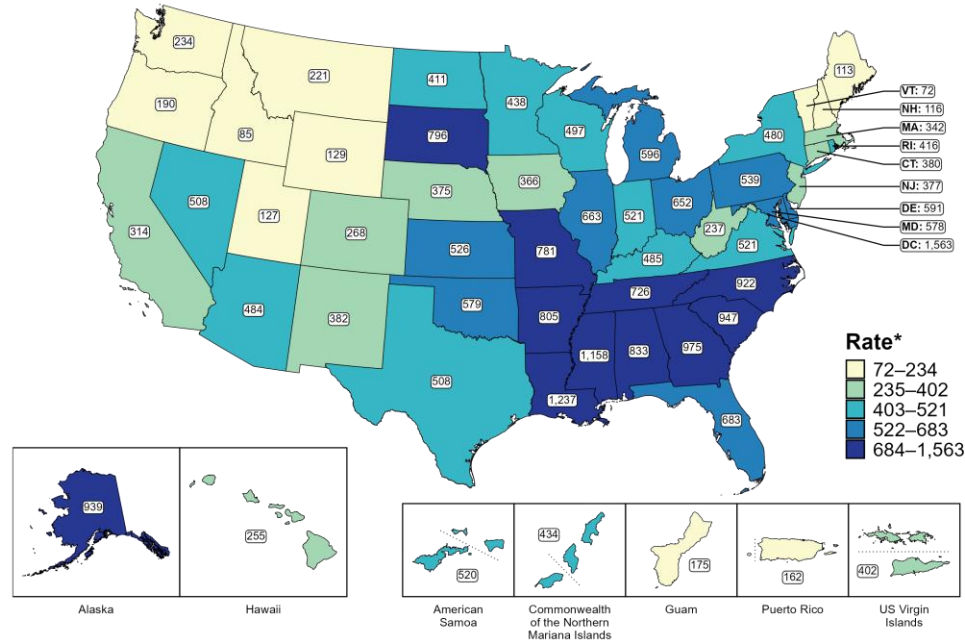 234
221
411
438
113
VT: 72
NH: 116
MA: 342
RI: 416
CT: 380
NJ: 377
DE: 591
MD: 578
DC: 1,563
190
85
129
796
497
596
480
539
508
127
268
375
366
663
521
652
237
521
314
526
781
485
726
922
484
382
579
805
947
508
1,158
833
975
1,237
683
Rate*
72–234
235–402
403–521
522–683
684–1,563
939
255
520
434
175
162
402
Alaska
Hawaii
American
Samoa
Commonwealth
of the Northern
Mariana Islands
Guam
Puerto Rico
US Virgin
Islands